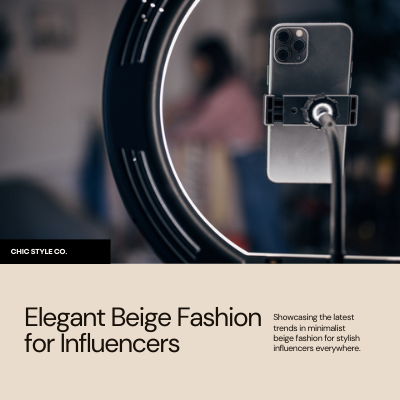 CHIC STYLE CO.
Elegant Beige Fashion
for Influencers
Showcasing the latest
trends in minimalist
beige fashion for stylish
influencers everywhere.